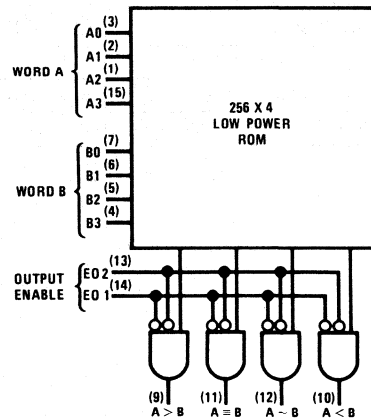 A0 (3)
A1 (2)
WORD A
A2 (1)
A3 (15)
256 X 4
LOW POWER
ROM
B0 (7)
B1 (6)
WORD B
B2 (5)
B3 (4)
OUTPUT
ENABLE
EO 2 (13)
EO 1 (14)
(9) (11) (12) (10)
A > B A ≡ B A ~ B A < B